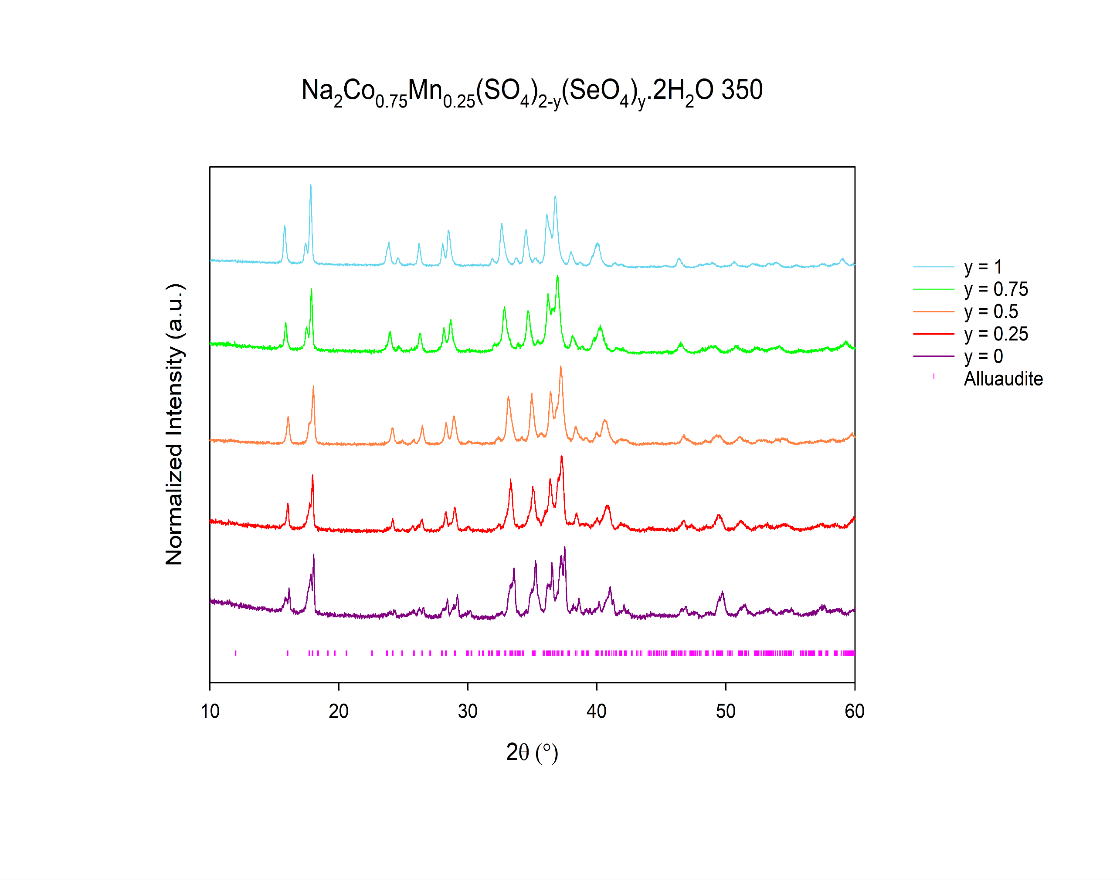 Na₂Co₀.₇₅Mn₀.₂₅(SO₄)₂₋y(SeO₄)y.2H₂O 350
Normalized Intensity (a.u.)
y = 1
y = 0.75
y = 0.5
y = 0.25
y = 0
Alluaudite
10 20 30 40 50 60
2θ (°)